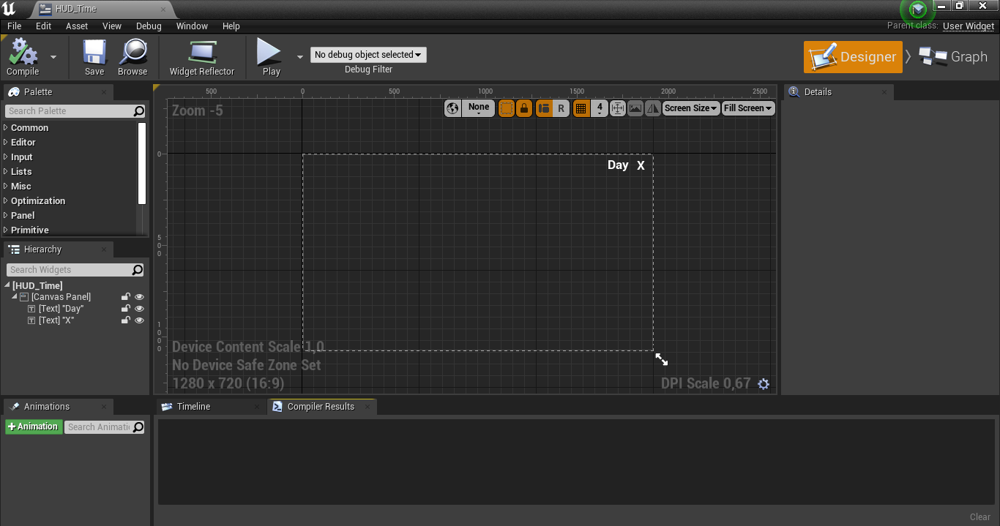 HUD_Time
File Edit Asset View Debug Window Help
Parent class: User Widget
Compile Save Browse Widget Reflector Play
No debug object selected
Debug Filter
Designer Graph
Palette
Search Palette
Common
Editor
Input
Lists
Misc
Optimization
Panel
Primitive
Hierarchy
Search Widgets
[HUD_Time]
[Canvas Panel]
[Text] "Day"
[Text] "X"
500 0 500 1000 1500 2000 2500
Zoom -5
None R 4 Screen Size Fill Screen
0
500
1000
Day X
Device Content Scale 1,0
No Device Safe Zone Set
1280 x 720 (16:9)
DPI Scale 0,67
Details
Animations
+Animation
Search Animati
Timeline
Compiler Results
Clear